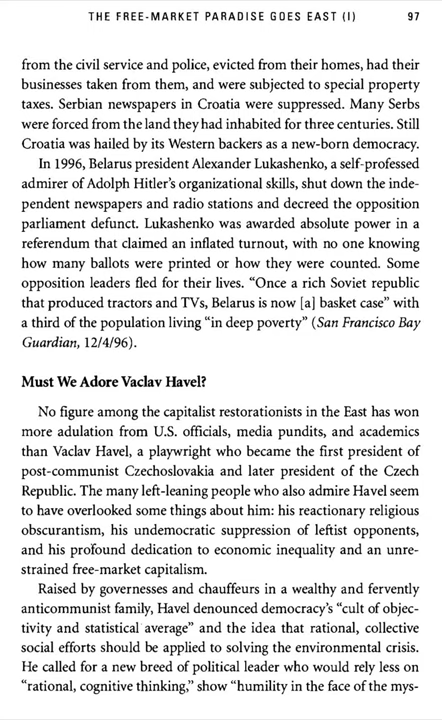 THE FREE-MARKET PARADISE GOES EAST (I) 97
from the civil service and police, evicted from their homes, had their
businesses taken from them, and were subjected to special property
taxes. Serbian newspapers in Croatia were suppressed. Many Serbs
were forced from the land they had inhabited for three centuries. Still
Croatia was hailed by its Western backers as a new-born democracy.
In 1996, Belarus president Alexander Lukashenko, a self-professed
admirer of Adolph Hitler's organizational skills, shut down the inde-
pendent newspapers and radio stations and decreed the opposition
parliament defunct. Lukashenko was awarded absolute power in a
referendum that claimed an inflated turnout, with no one knowing
how many ballots were printed or how they were counted. Some
opposition leaders fled for their lives. “Once a rich Soviet republic
that produced tractors and TVs, Belarus is now [a] basket case” with
a third of the population living “in deep poverty” (San Francisco Bay
Guardian, 12/4/96).
Must We Adore Vaclav Havel?
No figure among the capitalist restorationists in the East has won
more adulation from U.S. officials, media pundits, and academics
than Vaclav Havel, a playwright who became the first president of
post-communist Czechoslovakia and later president of the Czech
Republic. The many left-leaning people who also admire Havel seem
to have overlooked some things about him: his reactionary religious
obscurantism, his undemocratic suppression of leftist opponents,
and his profound dedication to economic inequality and an unre-
strained free-market capitalism.
Raised by governesses and chauffeurs in a wealthy and fervently
anticommunist family, Havel denounced democracy's “cult of objec-
tivity and statistical average” and the idea that rational, collective
social efforts should be applied to solving the environmental crisis.
He called for a new breed of political leader who would rely less on
“rational, cognitive thinking,” show “humility in the face of the mys-